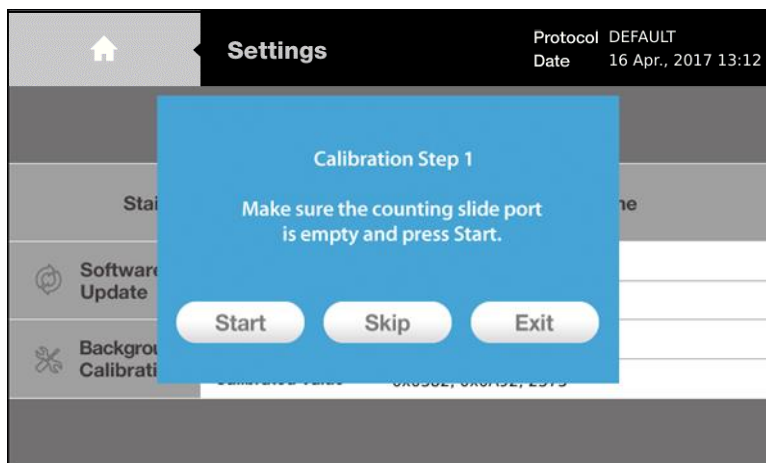 Settings
Protocol DEFAULT
Date 16 Apr., 2017 13:12
Calibration Step 1
Make sure the counting slide port
is empty and press Start.
Start Skip Exit
Software
Update